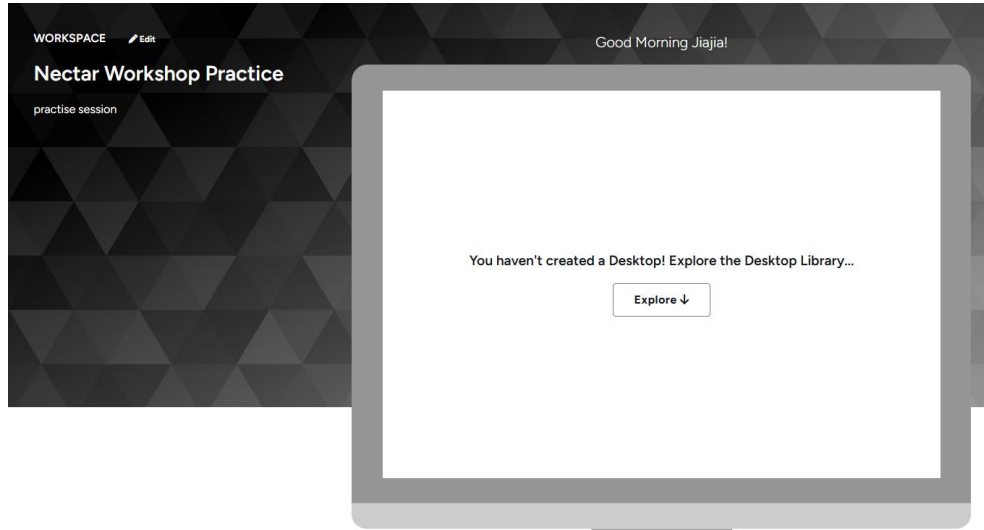 WORKSPACE Edit
Nectar Workshop Practice
practise session
Good Morning Jiajia!
You haven't created a Desktop! Explore the Desktop Library...
Explore ↓